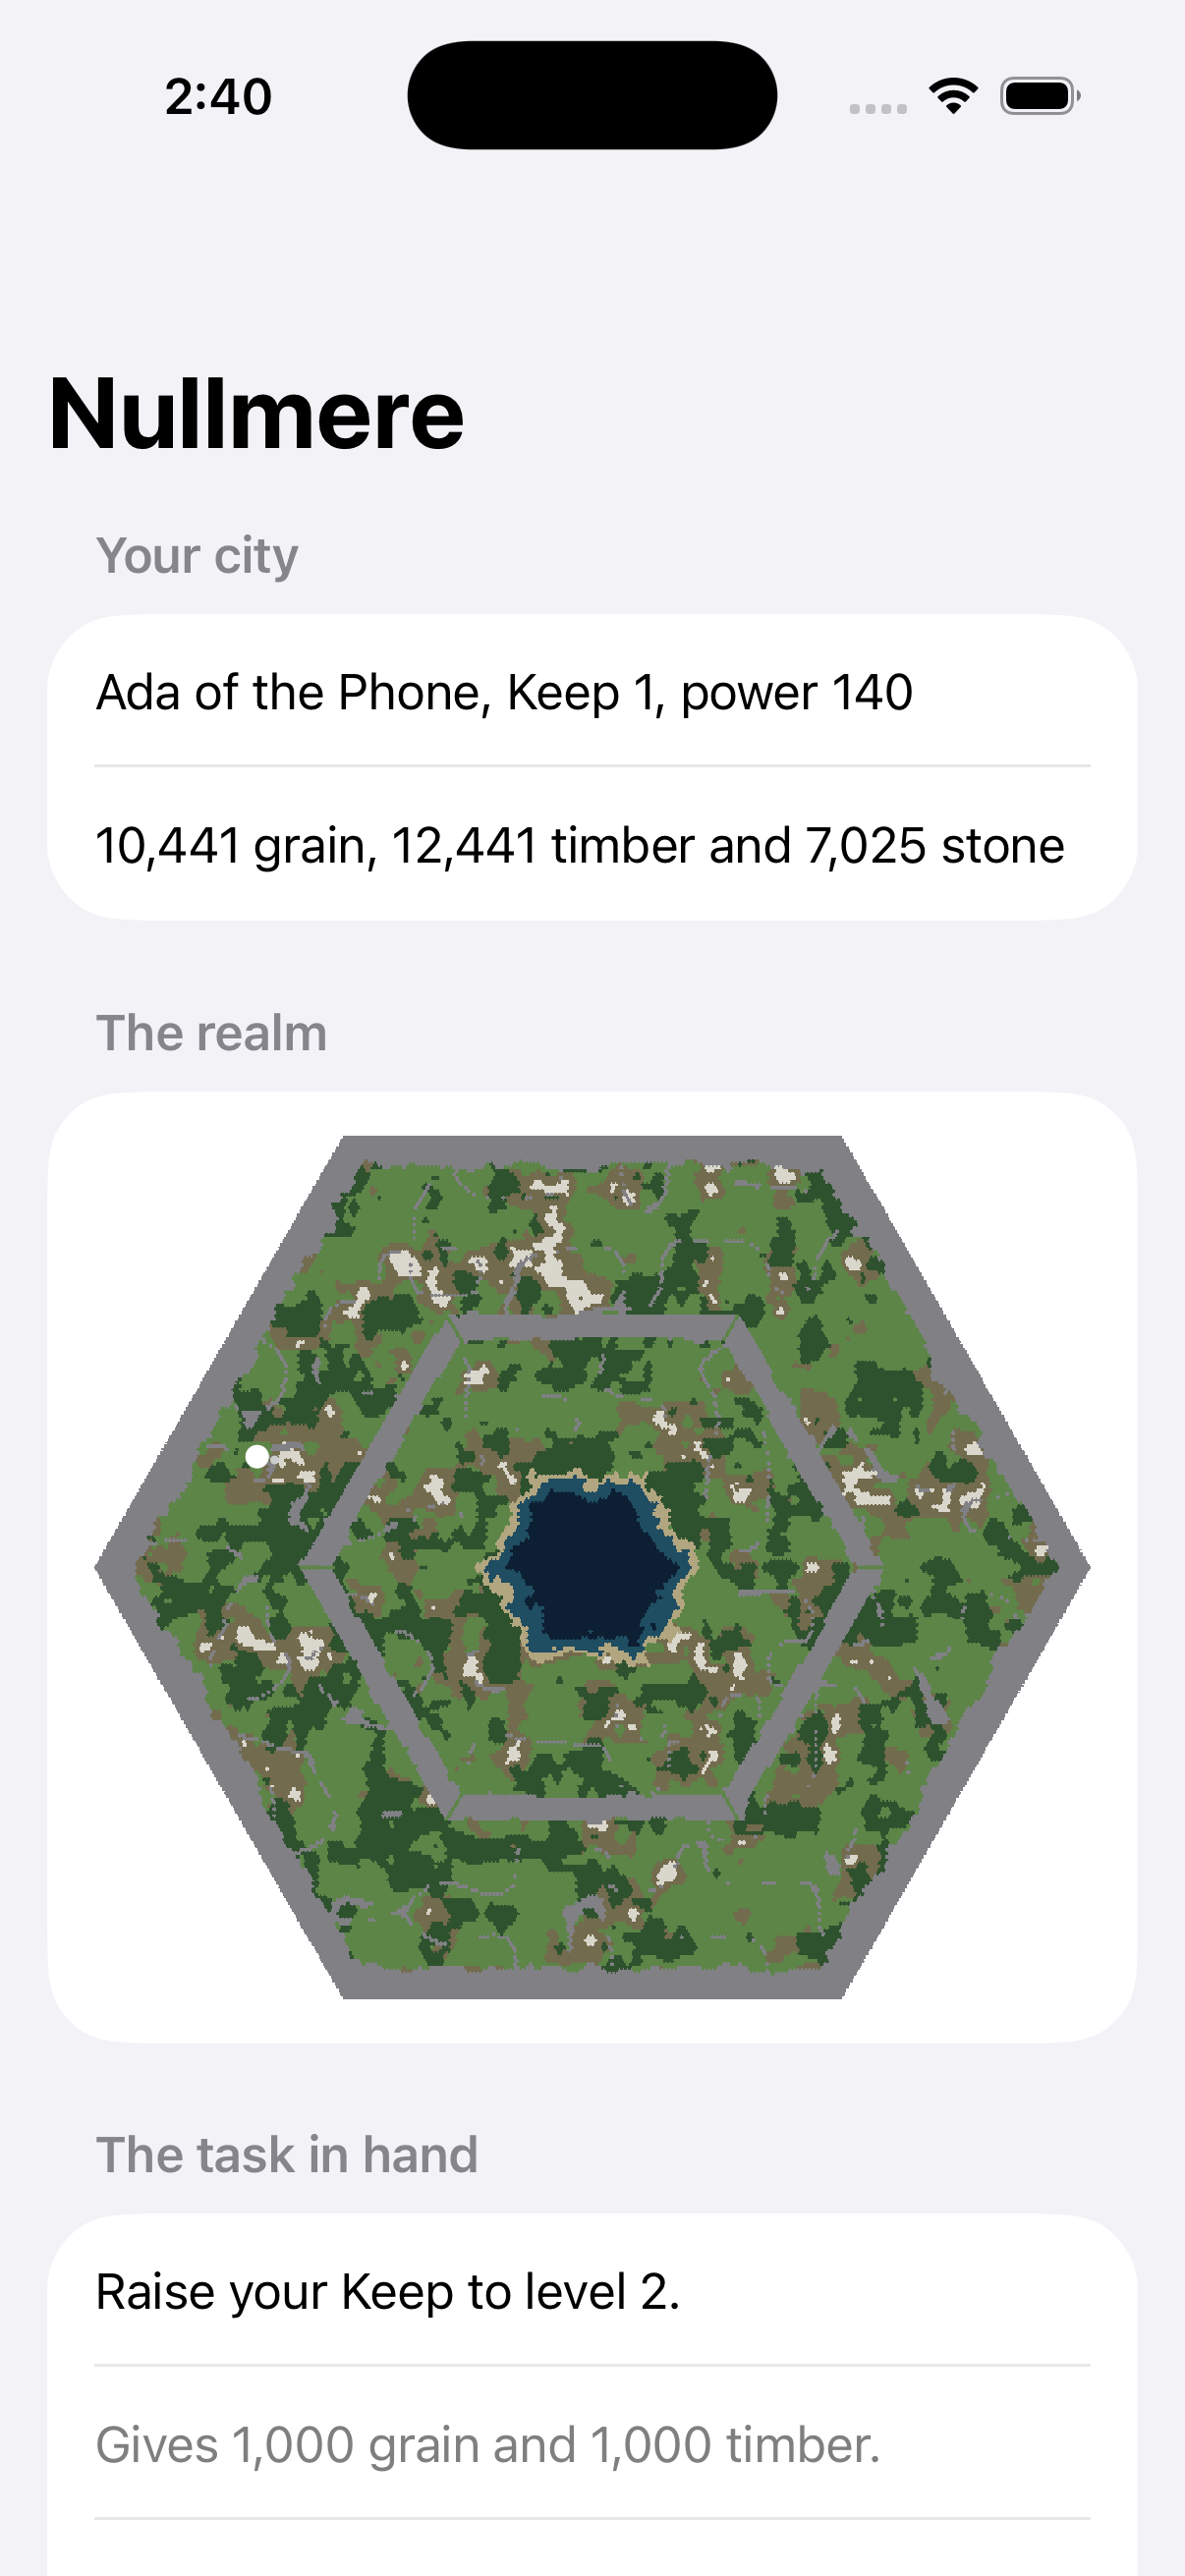 2:40
Nullmere
Your city
Ada of the Phone, Keep 1, power 140
10,441 grain, 12,441 timber and 7,025 stone
The realm
The task in hand
Raise your Keep to level 2.
Gives 1,000 grain and 1,000 timber.